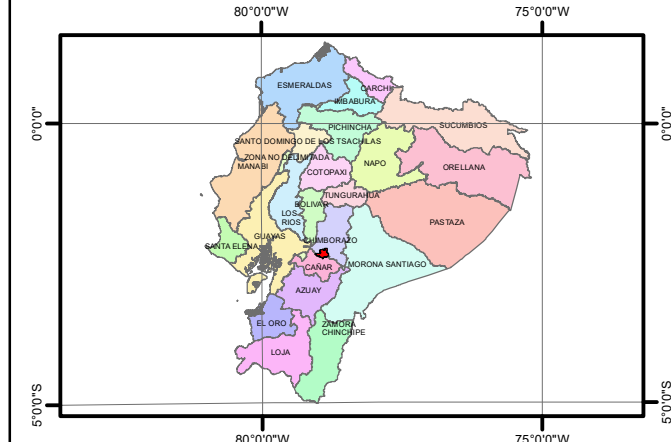 80°0'0"W 75°0'0"W
ESMERALDAS
CARCHI
IMBABURA
0°0'0" 0°0'0"
PICHINCHA
SUCUMBIOS
SANTO DOMINGO DE LOS TSACHILAS
ZONA NO DELIMITADA
MANABI
NAPO
COTOPAXI
ORELLANA
TUNGURAHUA
BOLIVAR
LOS
RIOS
PASTAZA
GUAYAS
CHIMBORAZO
SANTA ELENA
MORONA SANTIAGO
CAÑAR
AZUAY
EL ORO
ZAMORA
CHINCHIPE
LOJA
5°0'0"S 5°0'0"S
80°0'0"W 75°0'0"W